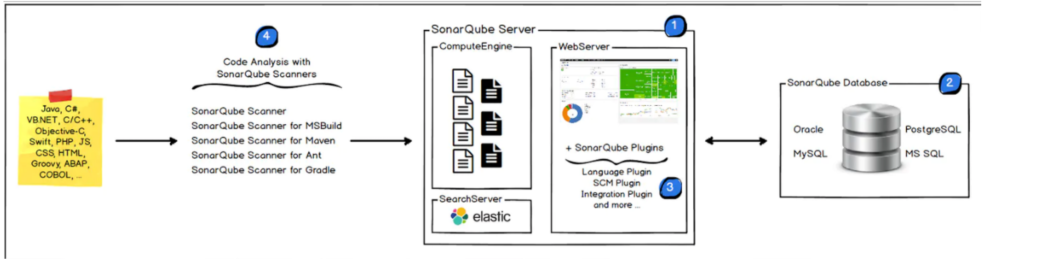 Java, C#,
VB.NET, C/C++,
Objective-C,
Swift, PHP, JS,
CSS, HTML,
Groovy, ABAP,
COBOL, ...
4
Code Analysis with
SonarQube Scanners
SonarQube Scanner
SonarQube Scanner for MSBuild
SonarQube Scanner for Maven
SonarQube Scanner for Ant
SonarQube Scanner for Gradle
SonarQube Server
1
ComputeEngine
SearchServer
elastic
WebServer
+ SonarQube Plugins
Language Plugin
SCM Plugin
Integration Plugin
and more ...
3
SonarQube Database
2
Oracle
PostgreSQL
MySQL
MS SQL